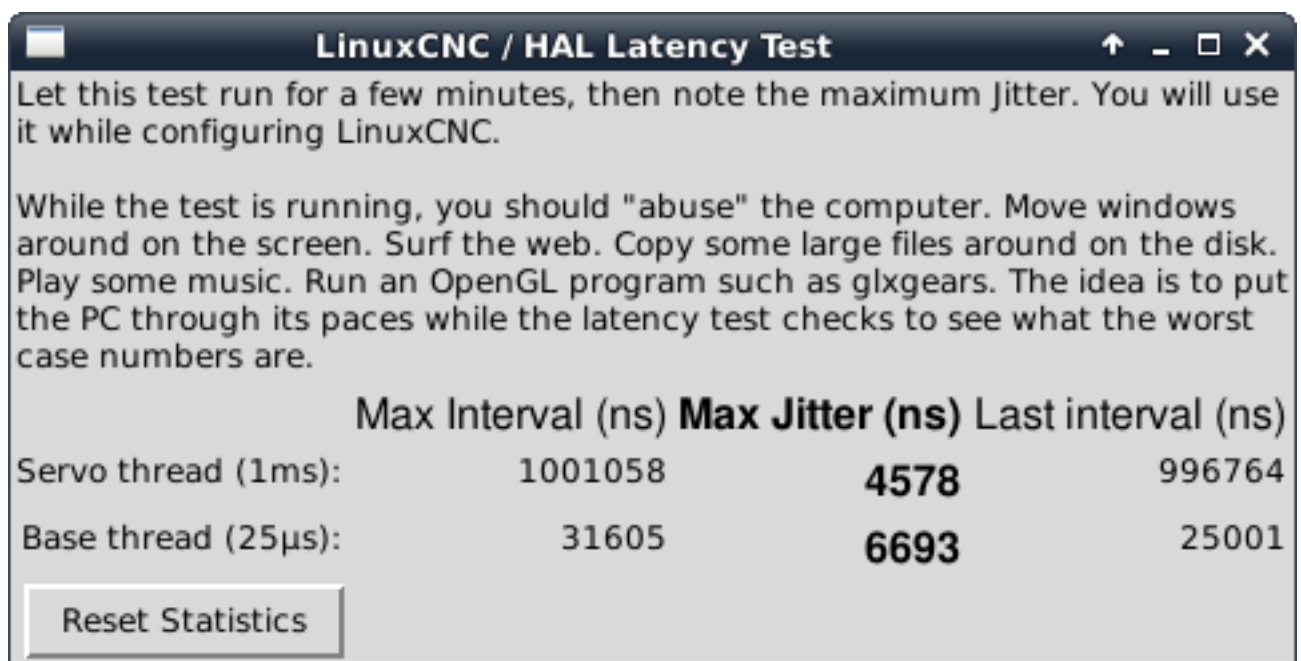 LinuxCNC / HAL Latency Test
Let this test run for a few minutes, then note the maximum Jitter. You will use
it while configuring LinuxCNC.
While the test is running, you should "abuse" the computer. Move windows
around on the screen. Surf the web. Copy some large files around on the disk.
Play some music. Run an OpenGL program such as glxgears. The idea is to put
the PC through its paces while the latency test checks to see what the worst
case numbers are.
Max Interval (ns) Max Jitter (ns) Last interval (ns)
Servo thread (1ms): 1001058 4578 996764
Base thread (25µs): 31605 6693 25001
Reset Statistics